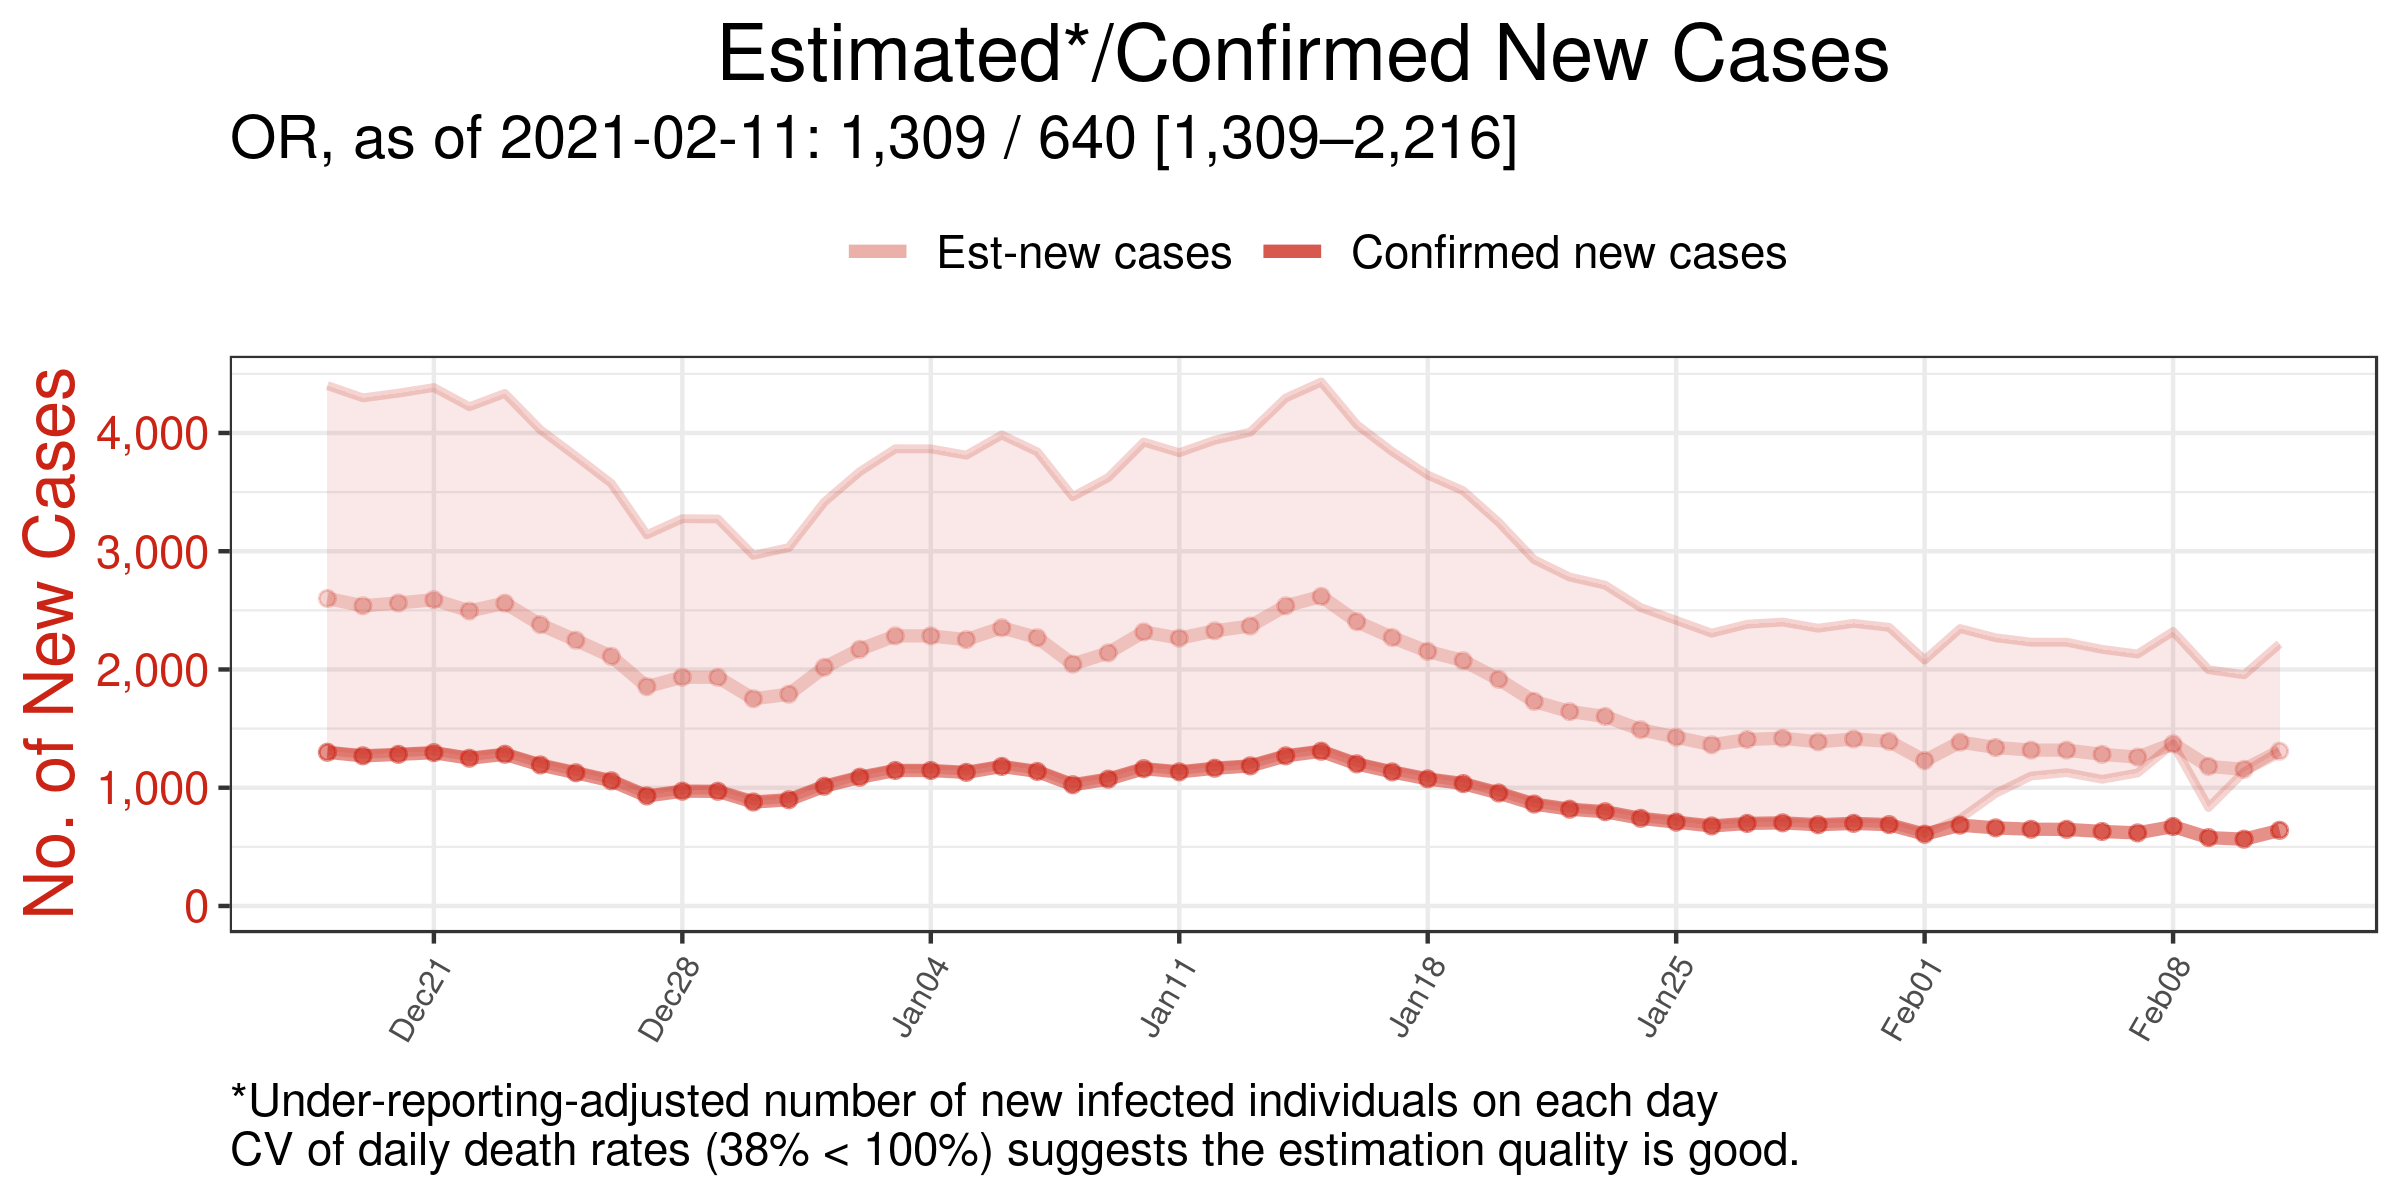 Estimated*/Confirmed New Cases
OR, as of 2021-02-11: 1,309 / 640 [1,309–2,216]
Est-new cases
Confirmed new cases
No. of New Cases
4,000
3,000
2,000
1,000
0
Dec21
Dec28
Jan04
Jan11
Jan18
Jan25
Feb01
Feb08
*Under-reporting-adjusted number of new infected individuals on each day
CV of daily death rates (38% < 100%) suggests the estimation quality is good.